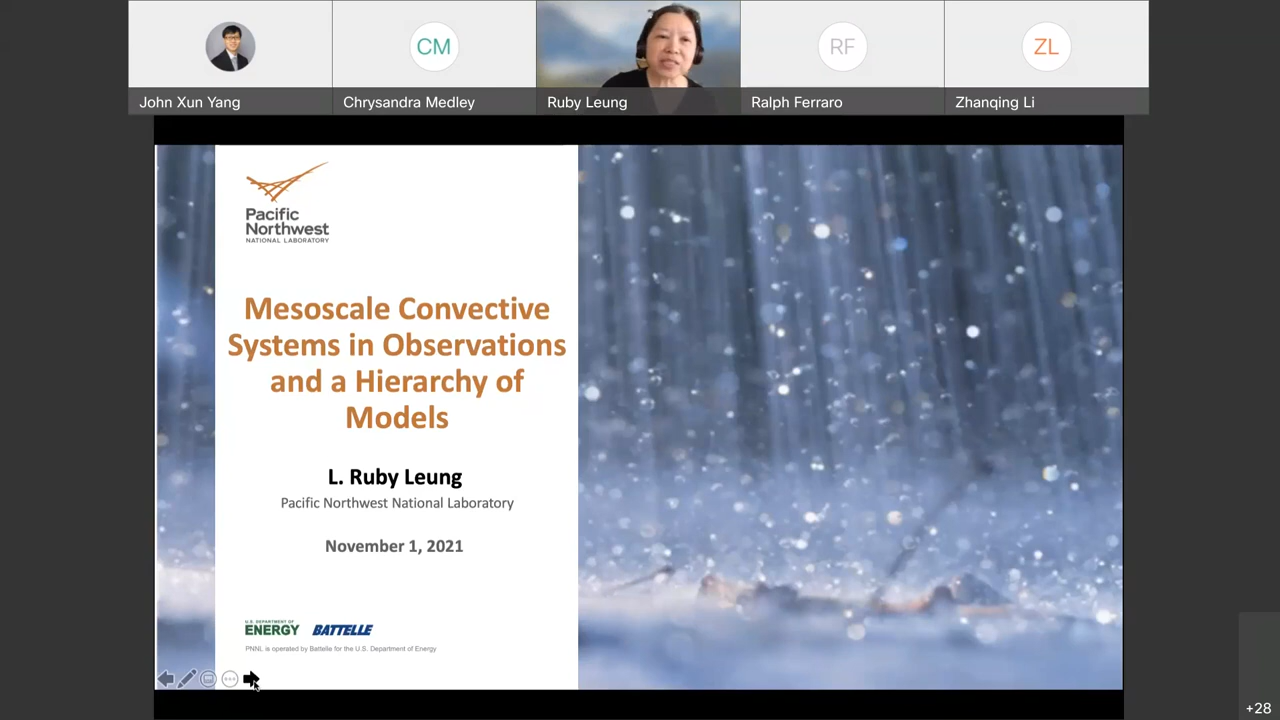 CM
RF
ZL
John Xun Yang
Chrysandra Medley
Ruby Leung
Ralph Ferraro
Zhanqing Li
Pacific
Northwest
NATIONAL LABORATORY
Mesoscale Convective
Systems in Observations
and a Hierarchy of
Models
L. Ruby Leung
Pacific Northwest National Laboratory
November 1, 2021
U.S. DEPARTMENT OF
ENERGY BATTELLE
PNNL is operated by Battelle for the U.S. Department of Energy
+28